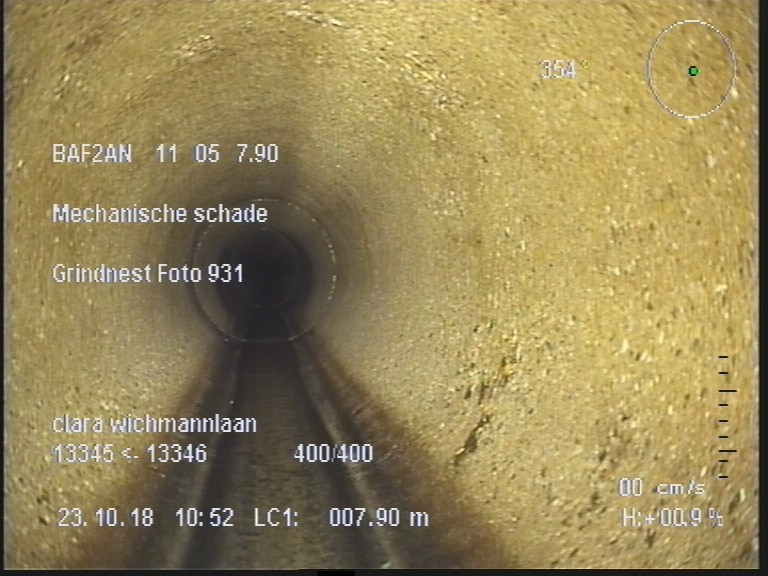 354°
BAF2AN 11 05 7.90
Mechanische schade
Grindnest Foto 931
clara wichmannlaan
13345 <- 13346 400/400
00 cm/s
23.10.18 10:52 LC1: 007.90 m H:+00.9 %